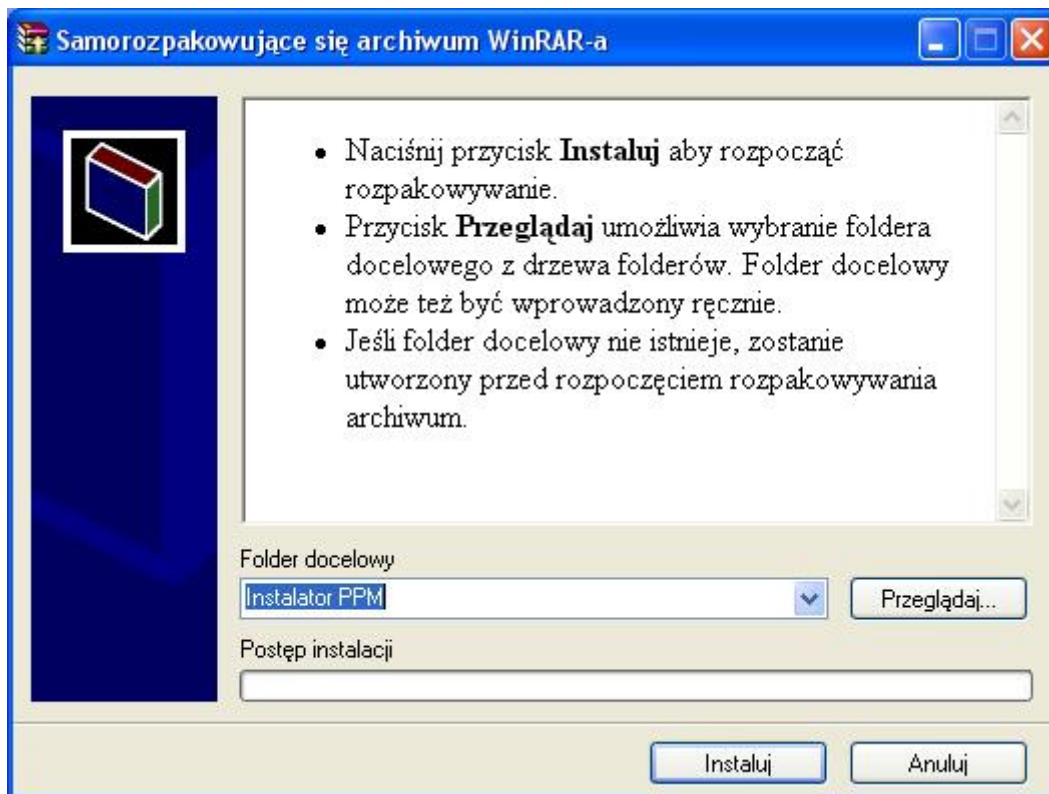 Samorozpakowujące się archiwum WinRAR-a
Naciśnij przycisk Instaluj aby rozpocząć
rozpakowywanie.
Przycisk Przeglądaj umożliwia wybranie foldera
docelowego z drzewa folderów. Folder docelowy
może też być wprowadzony ręcznie.
Jeśli folder docelowy nie istnieje, zostanie
utworzony przed rozpoczęciem rozpakowywania
archiwum.
Folder docelowy
Instalator PPM
Przeglądaj...
Postęp instalacji
Instaluj
Anuluj